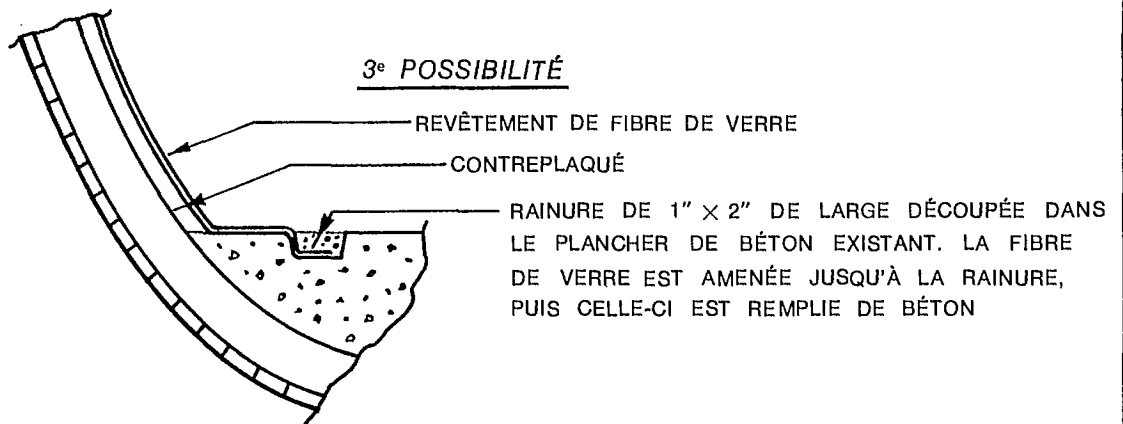 3e POSSIBILITÉ
REVÊTEMENT DE FIBRE DE VERRE
CONTREPLAQUÉ
RAINURE DE 1" × 2" DE LARGE DÉCOUPÉE DANS
LE PLANCHER DE BÉTON EXISTANT. LA FIBRE
DE VERRE EST AMENÉE JUSQU'À LA RAINURE,
PUIS CELLE-CI EST REMPLIE DE BÉTON